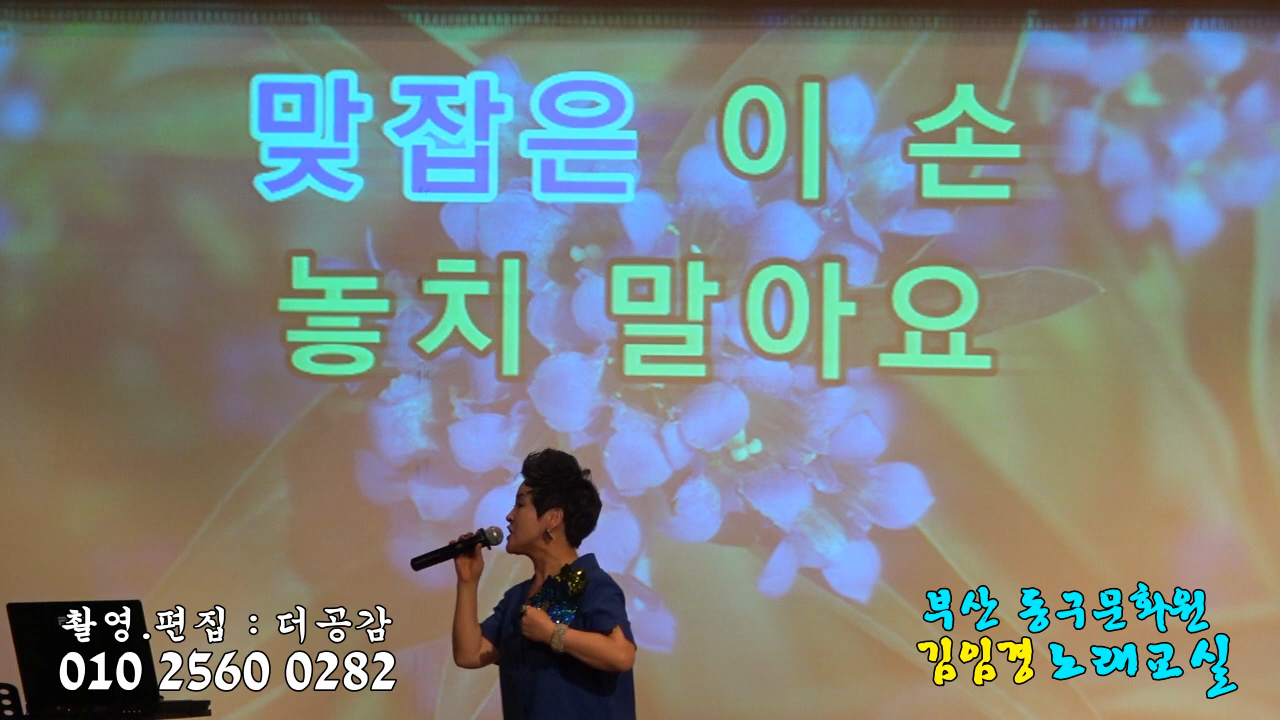 맞잡은 이 손
놓치 말아요
촬영.편집 : 더공감
010 2560 0282
부산 동구문화원
김임경 노래교실